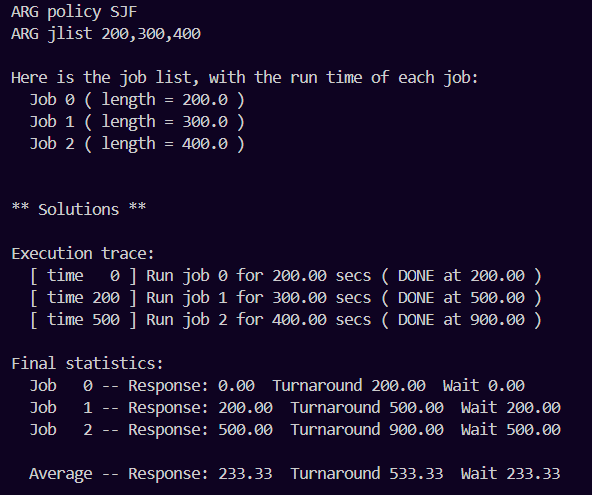 ARG policy SJF
ARG jlist 200,300,400
Here is the job list, with the run time of each job:
Job 0 ( length = 200.0 )
Job 1 ( length = 300.0 )
Job 2 ( length = 400.0 )
** Solutions **
Execution trace:
[ time   0 ] Run job 0 for 200.00 secs ( DONE at 200.00 )
[ time 200 ] Run job 1 for 300.00 secs ( DONE at 500.00 )
[ time 500 ] Run job 2 for 400.00 secs ( DONE at 900.00 )
Final statistics:
Job   0 -- Response: 0.00  Turnaround 200.00  Wait 0.00
Job   1 -- Response: 200.00  Turnaround 500.00  Wait 200.00
Job   2 -- Response: 500.00  Turnaround 900.00  Wait 500.00
Average -- Response: 233.33  Turnaround 533.33  Wait 233.33